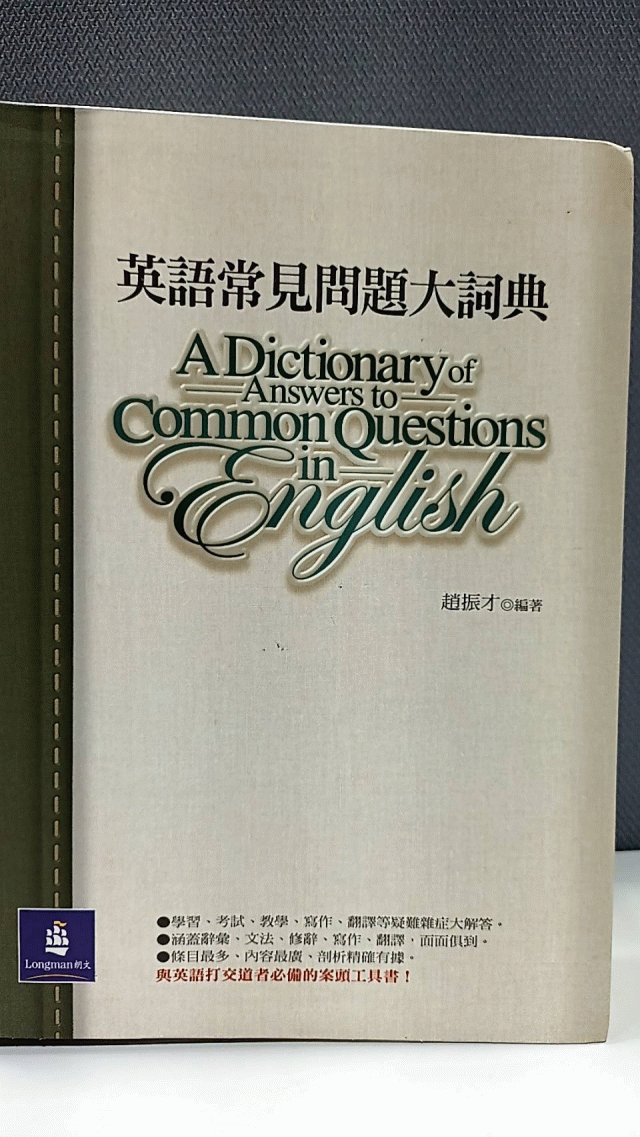 英語常見問題大詞典
A Dictionary of
Answers to
Common Questions
in
English
趙振才◎編著
●學習、考試、教學、寫作、翻譯等疑難雜症大解答。
●涵蓋辭彙、文法、修辭、寫作、翻譯，面面俱到。
●條目最多、內容最廣、剖析精確有據。
與英語打交道者必備的案頭工具書！
Longman朗文